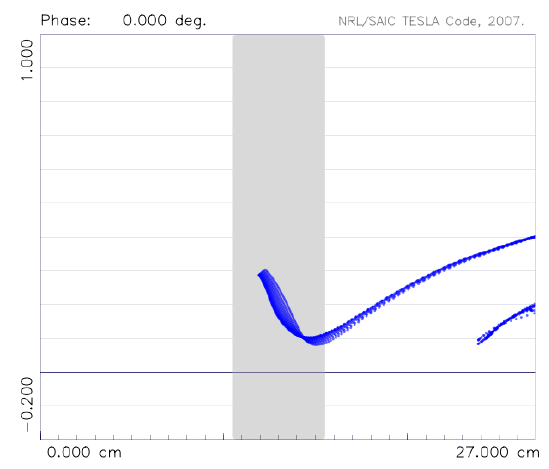 Phase: 0.000 deg.
NRL/SAIC TESLA Code, 2007.
1.000
-0.200
0.000 cm
27.000 cm